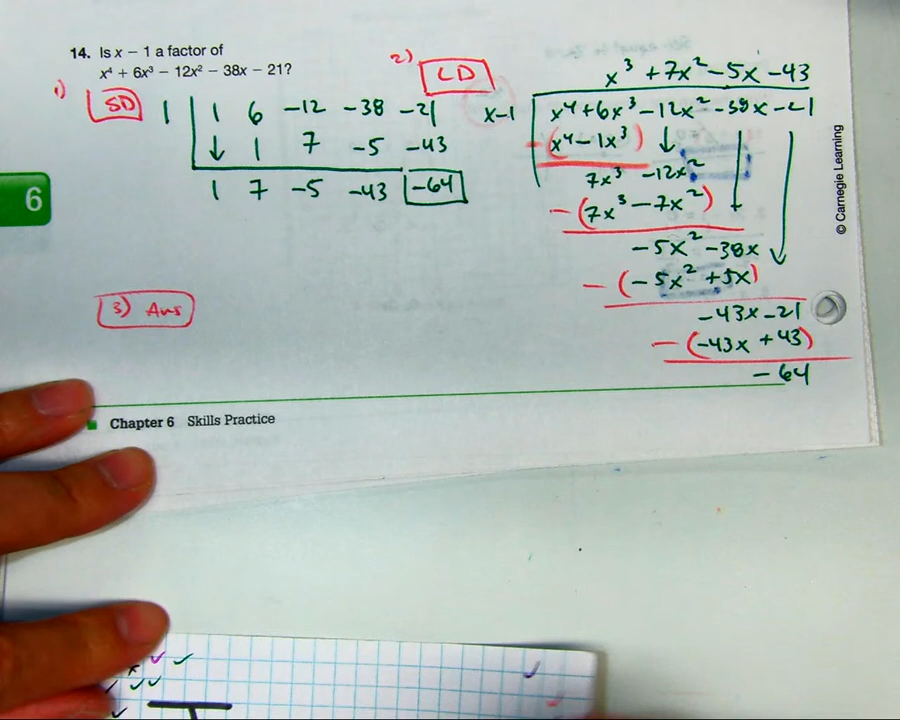 14. Is x − 1 a factor of
x⁴ + 6x³ − 12x² − 38x − 21?
1) SD
1 | 1 6 -12 -38 -21
↓ 1 7 -5 -43
1 7 -5 -43 -64
2) LD
x³ + 7x² - 5x - 43
x-1 x⁴ + 6x³ - 12x² - 38x - 21
-(x⁴ - 1x³) ↓
7x³ - 12x²
-(7x³ - 7x²)
-5x² - 38x
-(-5x² + 5x)
-43x - 21
-(-43x + 43)
-64
3) Ans
6
© Carnegie Learning
Chapter 6 Skills Practice